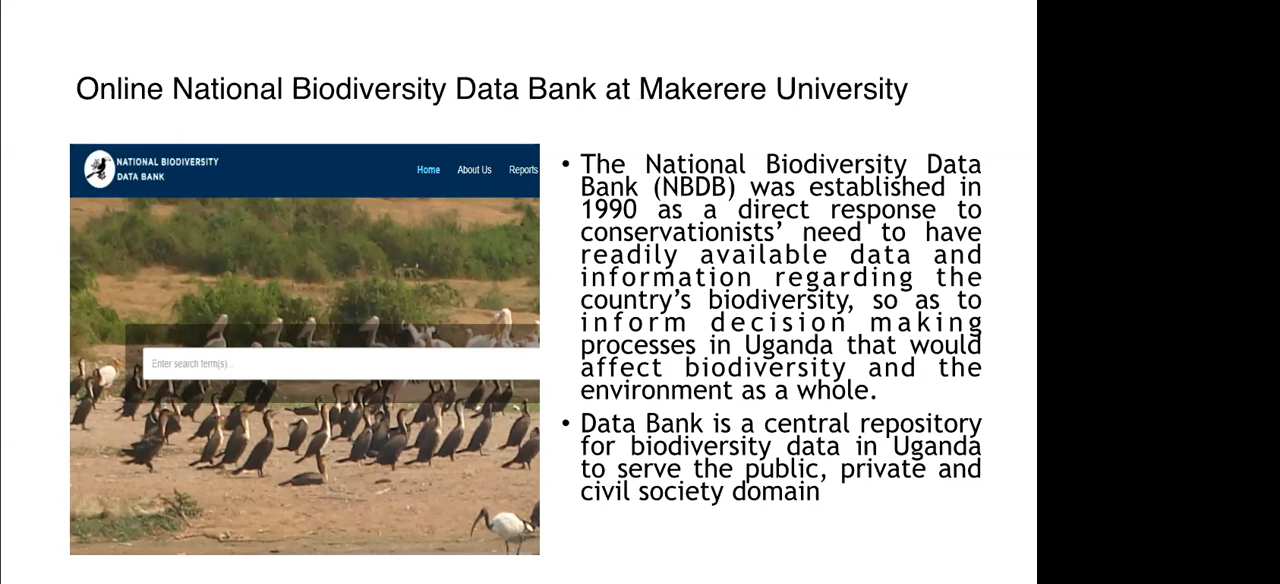 Online National Biodiversity Data Bank at Makerere University
NATIONAL BIODIVERSITY
DATA BANK
Home About Us Reports
Enter search term(s)...
• The National Biodiversity Data
Bank (NBDB) was established in
1990 as a direct response to
conservationists’ need to have
readily available data and
information regarding the
country’s biodiversity, so as to
inform decision making
processes in Uganda that would
affect biodiversity and the
environment as a whole.
• Data Bank is a central repository
for biodiversity data in Uganda
to serve the public, private and
civil society domain